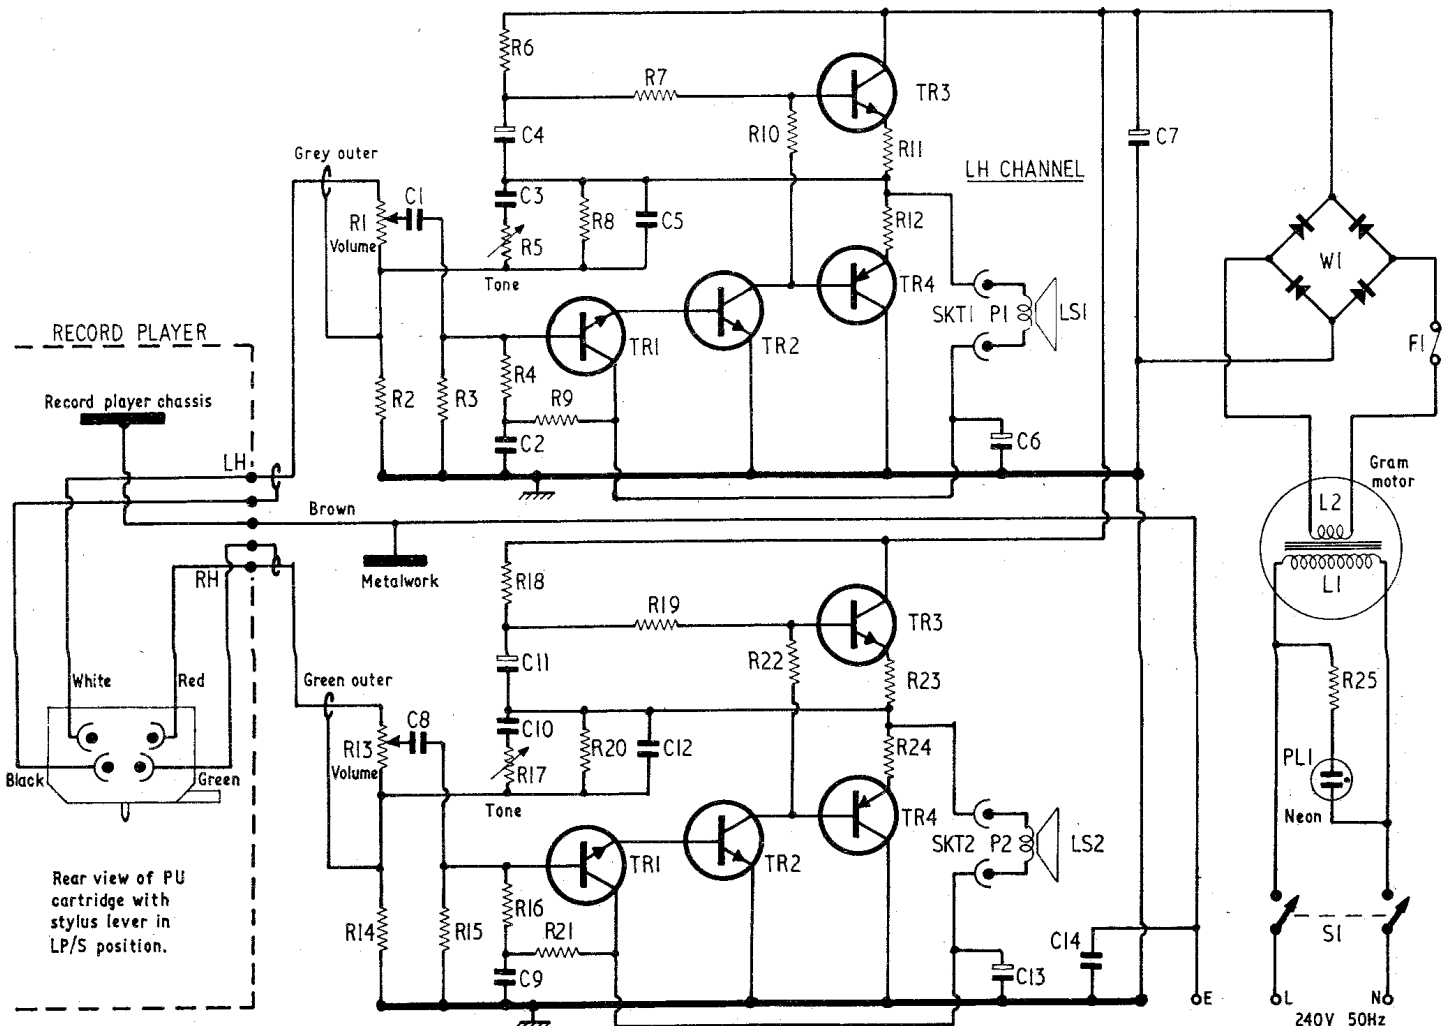 R6
R7
TR3
R10
C4
R11
C7
Grey outer
LH CHANNEL
C1
C3
R1
Volume
R5
R8
C5
R12
Tone
TR4
W1
SKT1 P1
LS1
RECORD PLAYER
TR1
TR2
F1
Record player chassis
R2
R3
R4
R9
C2
C6
LH
Gram
motor
Brown
L2
RH
Metalwork
R18
R19
TR3
L1
R22
C11
R23
White
Red
Green outer
R25
C8
C10
R13
Volume
R17
R20
C12
R24
Black
Green
Tone
TR4
PL1
Neon
SKT2 P2
LS2
TR1
TR2
Rear view of PU
cartridge with
stylus lever in
LP/S position.
R14
R15
R16
R21
C9
C13
C14
S1
E
L
N
240V 50Hz